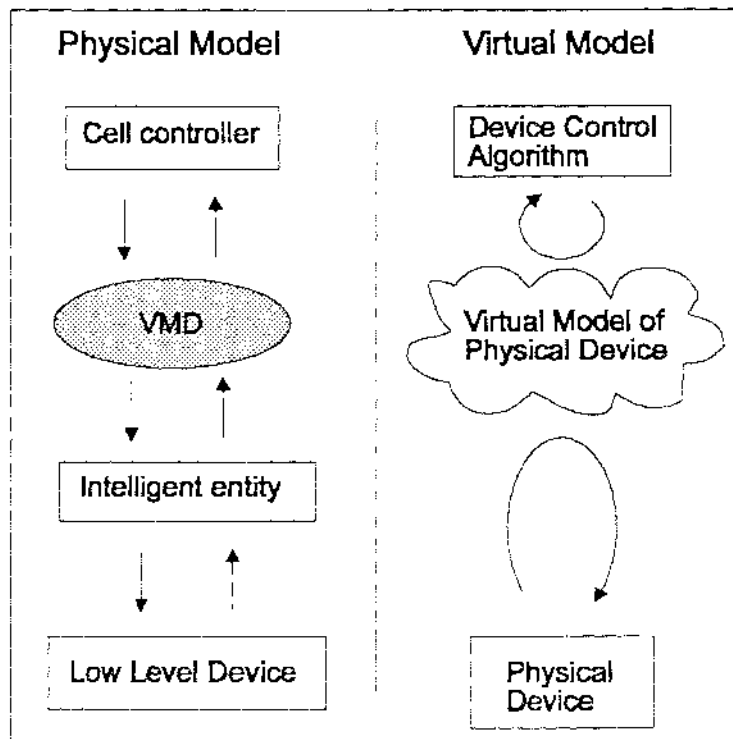 Physical Model
Cell controller
VMD
Intelligent entity
Low Level Device
Virtual Model
Device Control
Algorithm
Virtual Model of
Physical Device
Physical
Device